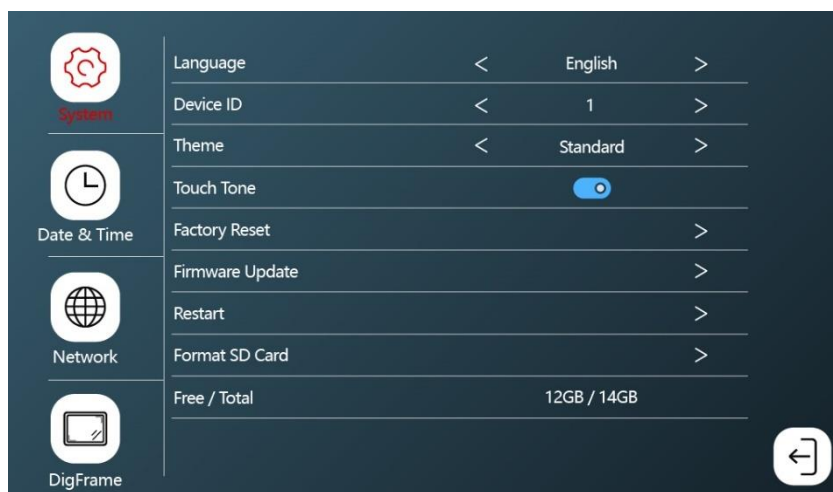 System
Date & Time
Network
DigFrame
Language < English >
Device ID < 1 >
Theme < Standard >
Touch Tone
Factory Reset >
Firmware Update >
Restart >
Format SD Card >
Free / Total 12GB / 14GB